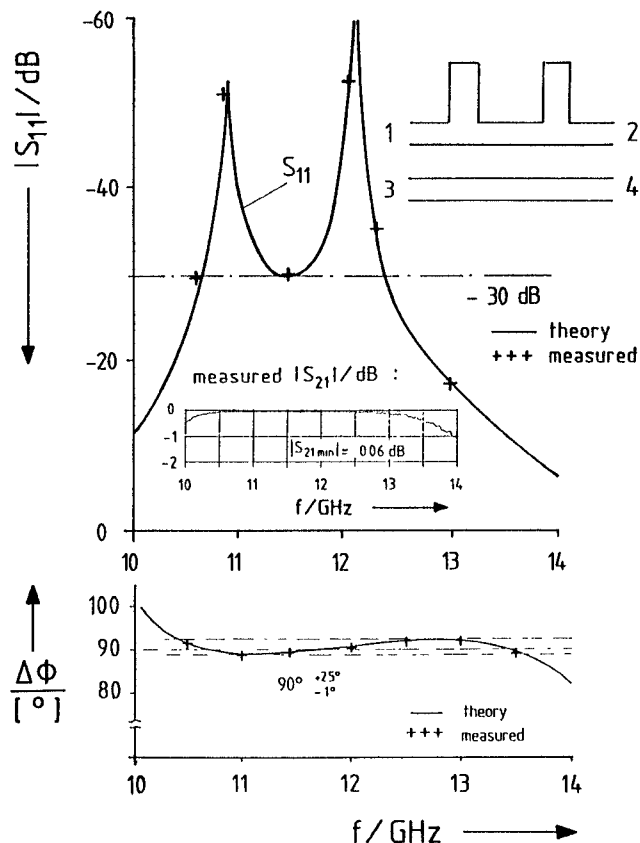 -60
|S11|/dB
-40
-20
0
S11
1
2
3
4
- 30 dB
theory
+++ measured
measured |S21|/dB :
0
-1
-2
|S21 min|= 006 dB
10 11 12 13 14
f/GHz
10 11 12 13 14
100
90
80
ΔΦ
[°]
90° +25°
-1°
theory
+++ measured
10 11 12 13 14
f/GHz